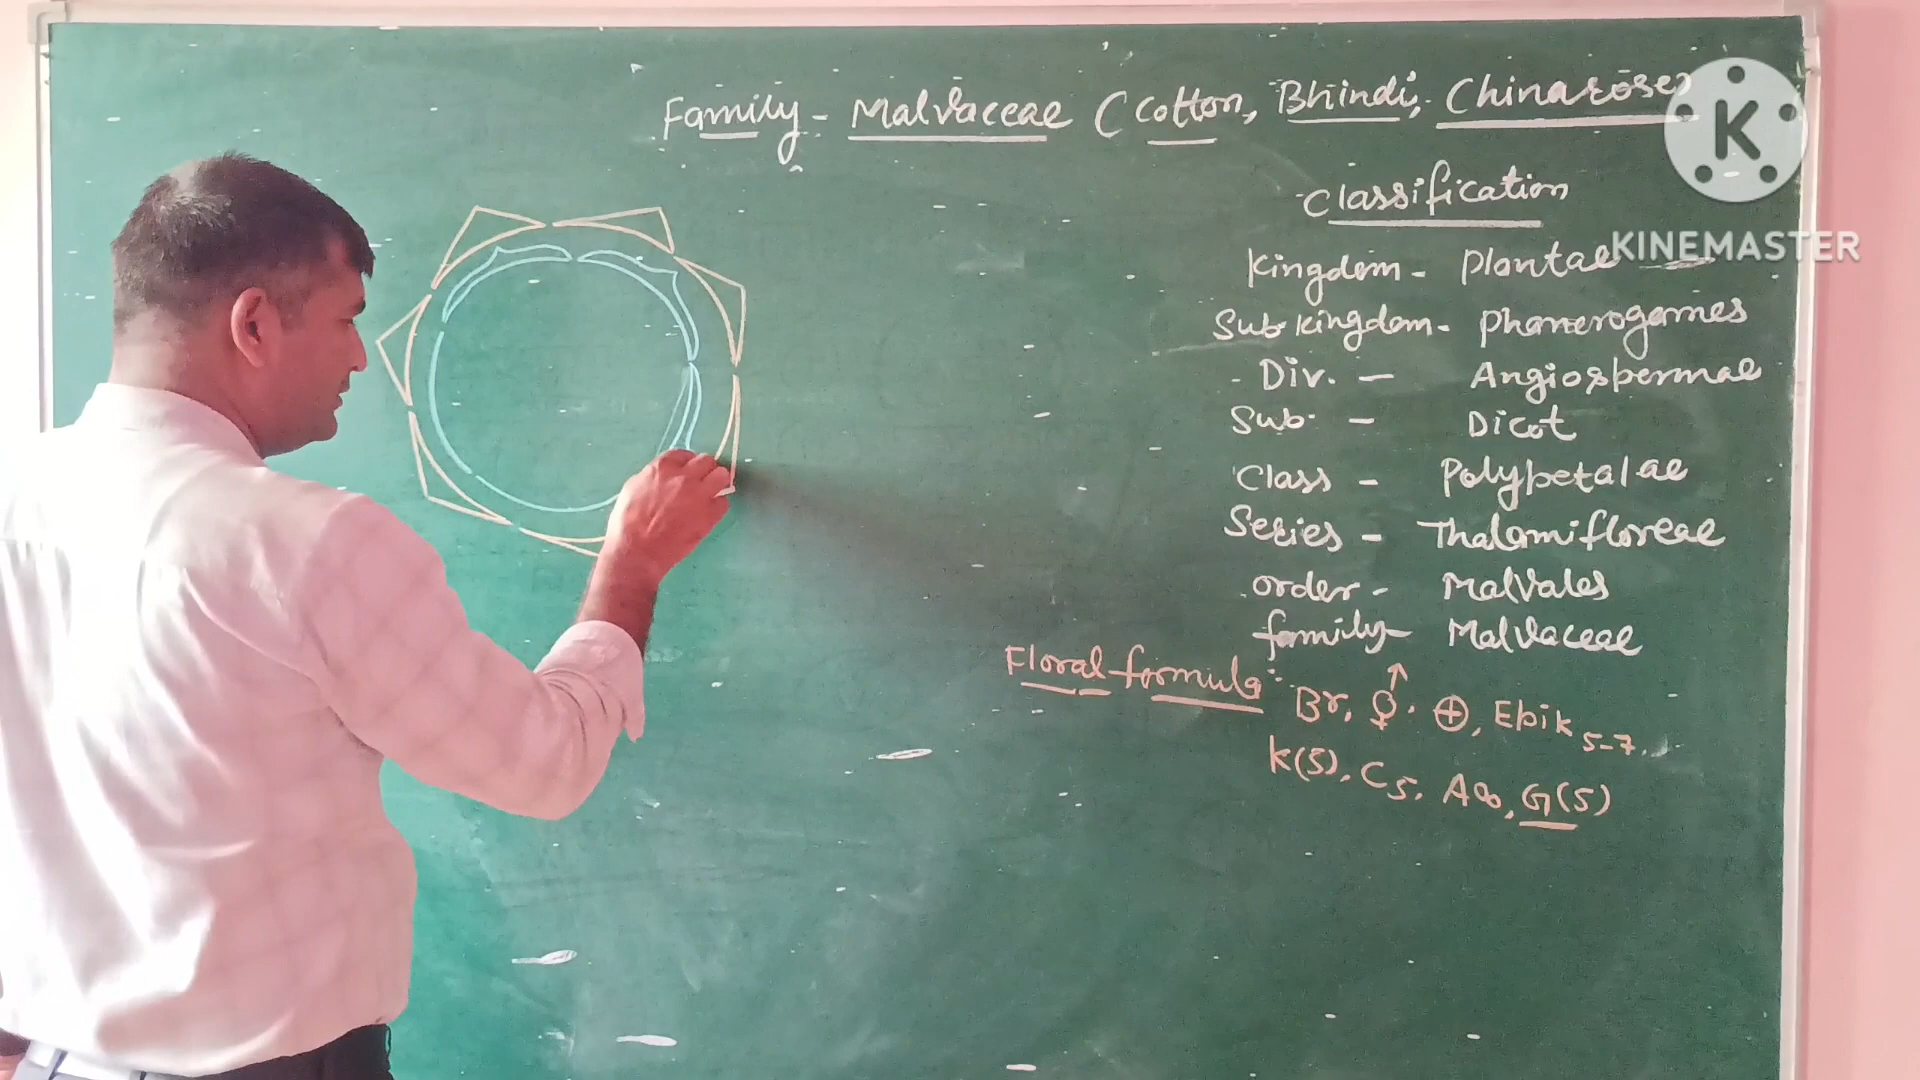 Family - Malvaceae (cotton, Bhindi, Chinarose)
Classification
Kingdom - Plantae
Sub kingdom - Phanerogames
Div. - Angiospermae
Sub. - Dicot
Class - Polypetalae
Series - Thalamifloreae
order - Malvales
family - Malvaceae
Floral formula :- Br, ⚥. ⊕, Epik 5-7.
K(5), C5, A∞, G(5)
K
KINEMASTER